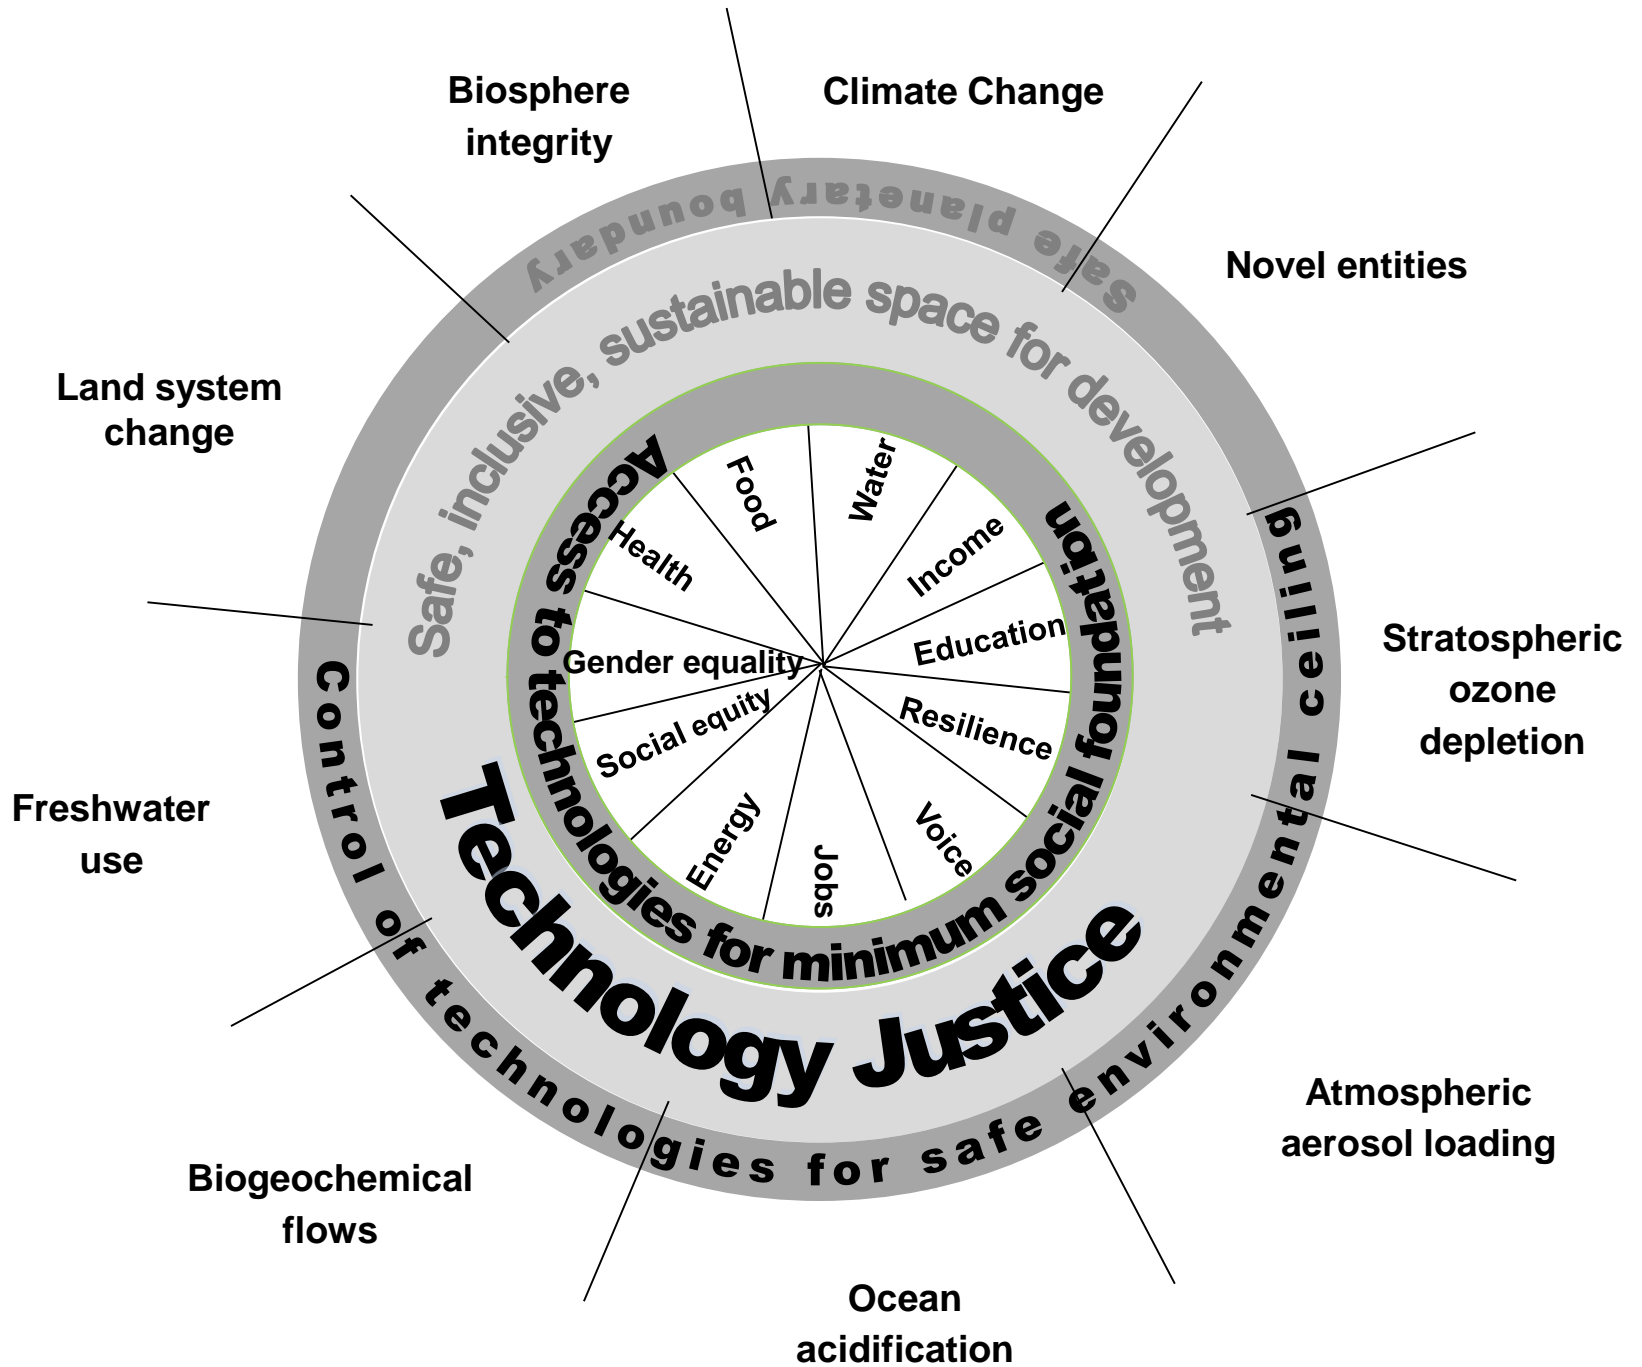 Biosphere
integrity
Climate Change
Novel entities
Stratospheric
ozone
depletion
Atmospheric
aerosol loading
Ocean
acidification
Biogeochemical
flows
Freshwater
use
Land system
change
Safe planetary boundary
Safe, inclusive, sustainable space for development
Control of technologies for safe environmental ceiling
Technology Justice
Access to technologies for minimum social foundation
Food
Water
Income
Education
Resilience
Voice
Jobs
Energy
Social equity
Gender equality
Health